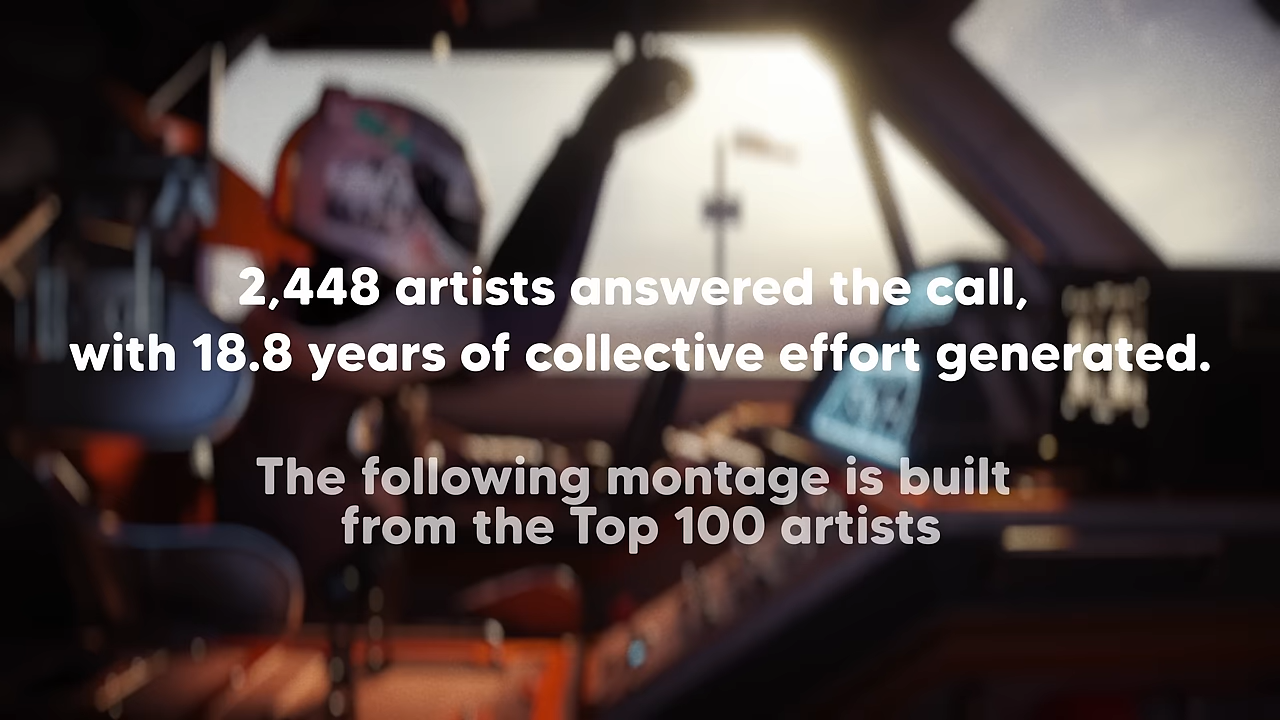 2,448 artists answered the call,
with 18.8 years of collective effort generated.
The following montage is built
from the Top 100 artists